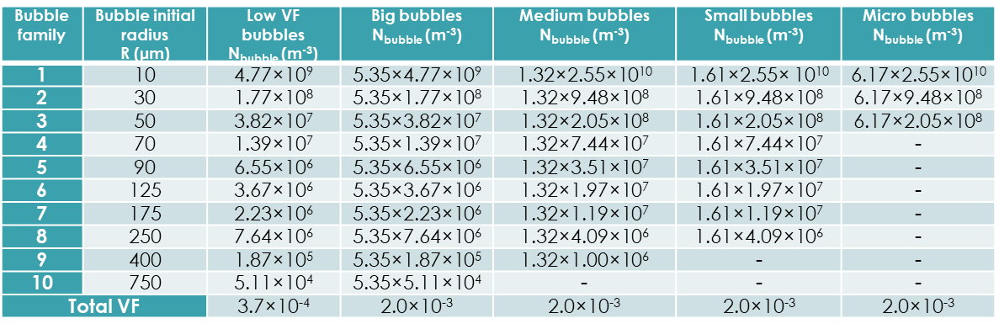 Bubble family | Bubble initial radius R (µm) | Low VF bubbles N_bubble (m⁻³) | Big bubbles N_bubble (m⁻³) | Medium bubbles N_bubble (m⁻³) | Small bubbles N_bubble (m⁻³) | Micro bubbles N_bubble (m⁻³)
1 | 10 | 4.77×10⁹ | 5.35×4.77×10⁹ | 1.32×2.55×10¹⁰ | 1.61×2.55× 10¹⁰ | 6.17×2.55×10¹⁰
2 | 30 | 1.77×10⁸ | 5.35×1.77×10⁸ | 1.32×9.48×10⁸ | 1.61×9.48×10⁸ | 6.17×9.48×10⁸
3 | 50 | 3.82×10⁷ | 5.35×3.82×10⁷ | 1.32×2.05×10⁸ | 1.61×2.05×10⁸ | 6.17×2.05×10⁸
4 | 70 | 1.39×10⁷ | 5.35×1.39×10⁷ | 1.32×7.44×10⁷ | 1.61×7.44×10⁷ | -
5 | 90 | 6.55×10⁶ | 5.35×6.55×10⁶ | 1.32×3.51×10⁷ | 1.61×3.51×10⁷ | -
6 | 125 | 3.67×10⁶ | 5.35×3.67×10⁶ | 1.32×1.97×10⁷ | 1.61×1.97×10⁷ | -
7 | 175 | 2.23×10⁶ | 5.35×2.23×10⁶ | 1.32×1.19×10⁷ | 1.61×1.19×10⁷ | -
8 | 250 | 7.64×10⁶ | 5.35×7.64×10⁶ | 1.32×4.09×10⁶ | 1.61×4.09×10⁶ | -
9 | 400 | 1.87×10⁵ | 5.35×1.87×10⁵ | 1.32×1.00×10⁶ | - | -
10 | 750 | 5.11×10⁴ | 5.35×5.11×10⁴ | - | - | -
Total VF | 3.7×10⁻⁴ | 2.0×10⁻³ | 2.0×10⁻³ | 2.0×10⁻³ | 2.0×10⁻³